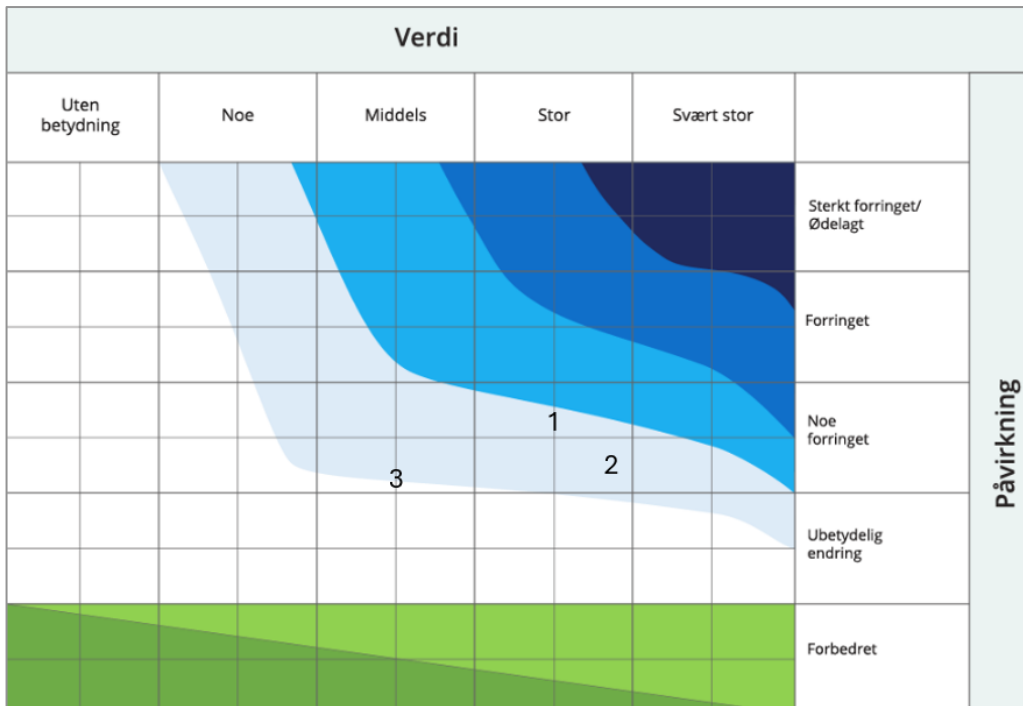 Verdi
Uten
betydning
Noe
Middels
Stor
Svært stor
Sterkt forringet/
Ødelagt
Forringet
Noe
forringet
Ubetydelig
endring
Forbedret
Påvirkning
1
2
3